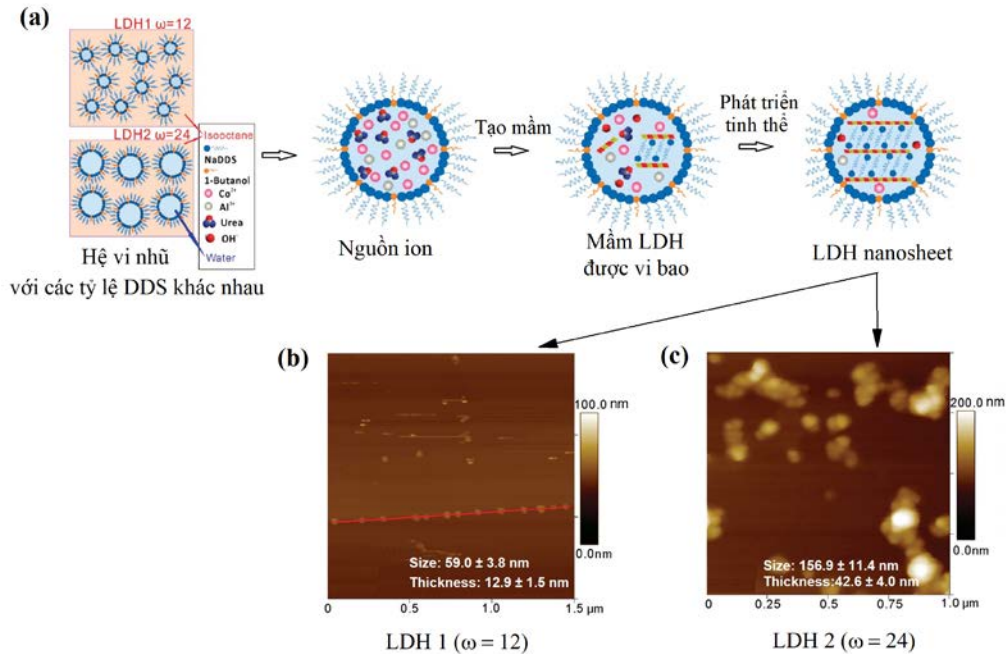 (a)
LDH1 ω=12
LDH2 ω=24
Isooctane
NaDDS
1-Butanol
Co²⁺
Al³⁺
Urea
OH⁻
Water
Hệ vi nhũ
với các tỷ lệ DDS khác nhau
Nguồn ion
Tạo mầm
Mầm LDH
được vi bao
Phát triển
tinh thể
LDH nanosheet
(b)
100.0 nm
0.0nm
Size: 59.0 ± 3.8 nm
Thickness: 12.9 ± 1.5 nm
0 0.5 1.0 1.5 µm
LDH 1 (ω = 12)
(c)
200.0 nm
0.0nm
Size: 156.9 ± 11.4 nm
Thickness:42.6 ± 4.0 nm
0 0.25 0.5 0.75 1.0 µm
LDH 2 (ω = 24)